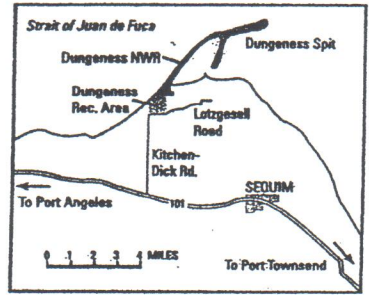 Strait of Juan de Fuca
Dungeness Spit
Dungeness NWR
Dungeness
Rec. Area
Lotzgesell
Road
Kitchen-
Dick Rd.
SEQUIM
To Port Angeles
101
0 1 2 3 4 MILES
To Port Townsend